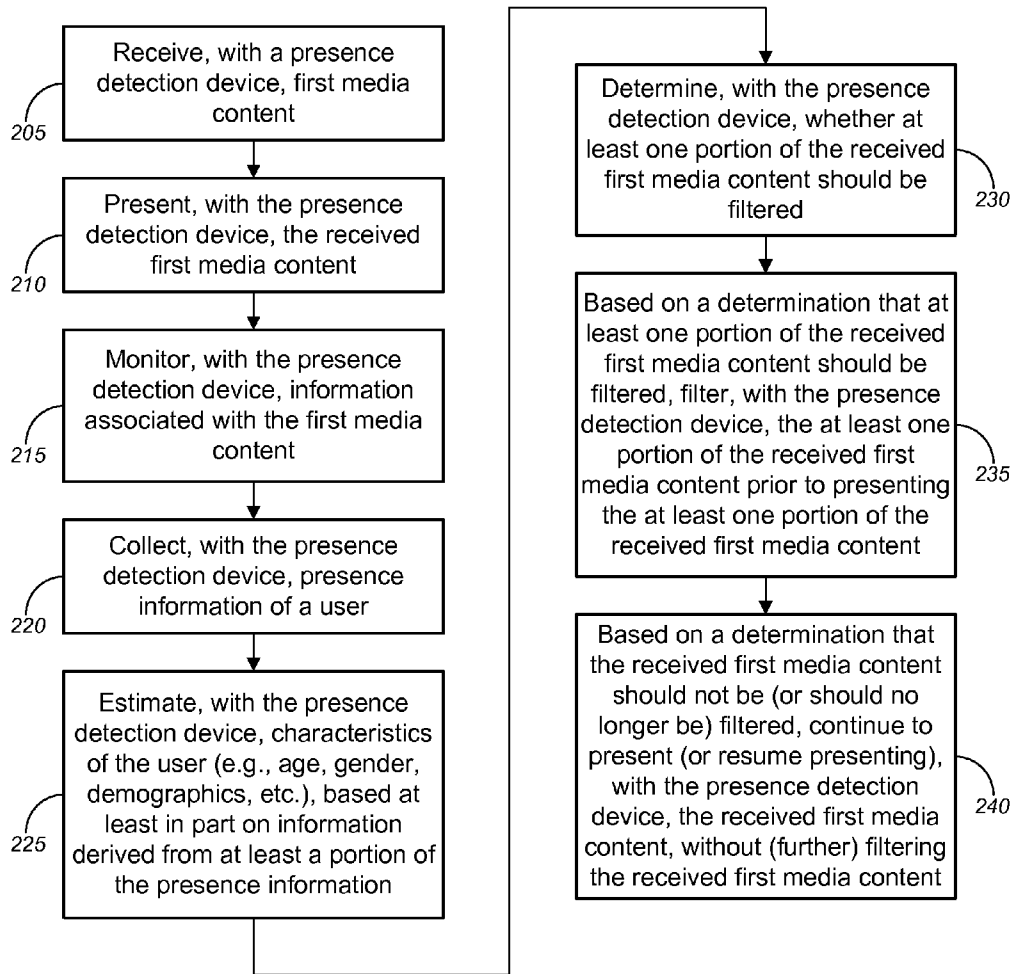 Receive, with a presence
detection device, first media
content
205
Present, with the presence
detection device, the received
first media content
210
Monitor, with the presence
detection device, information
associated with the first media
content
215
Collect, with the presence
detection device, presence
information of a user
220
Estimate, with the presence
detection device, characteristics
of the user (e.g., age, gender,
demographics, etc.), based at
least in part on information
derived from at least a portion of
the presence information
225
Determine, with the presence
detection device, whether at
least one portion of the received
first media content should be
filtered
230
Based on a determination that at
least one portion of the received
first media content should be
filtered, filter, with the presence
detection device, the at least one
portion of the received first
media content prior to presenting
the at least one portion of the
received first media content
235
Based on a determination that
the received first media content
should not be (or should no
longer be) filtered, continue to
present (or resume presenting),
with the presence detection
device, the received first media
content, without (further) filtering
the received first media content
240